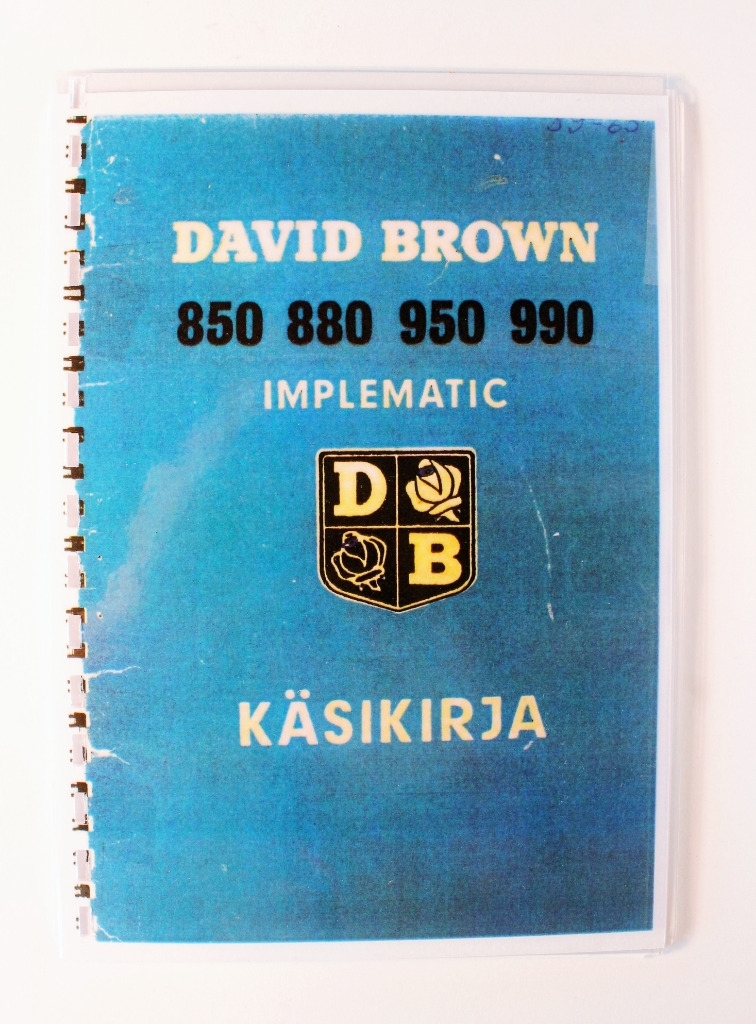 DAVID BROWN
850 880 950 990
IMPLEMATIC
D
B
KÄSIKIRJA